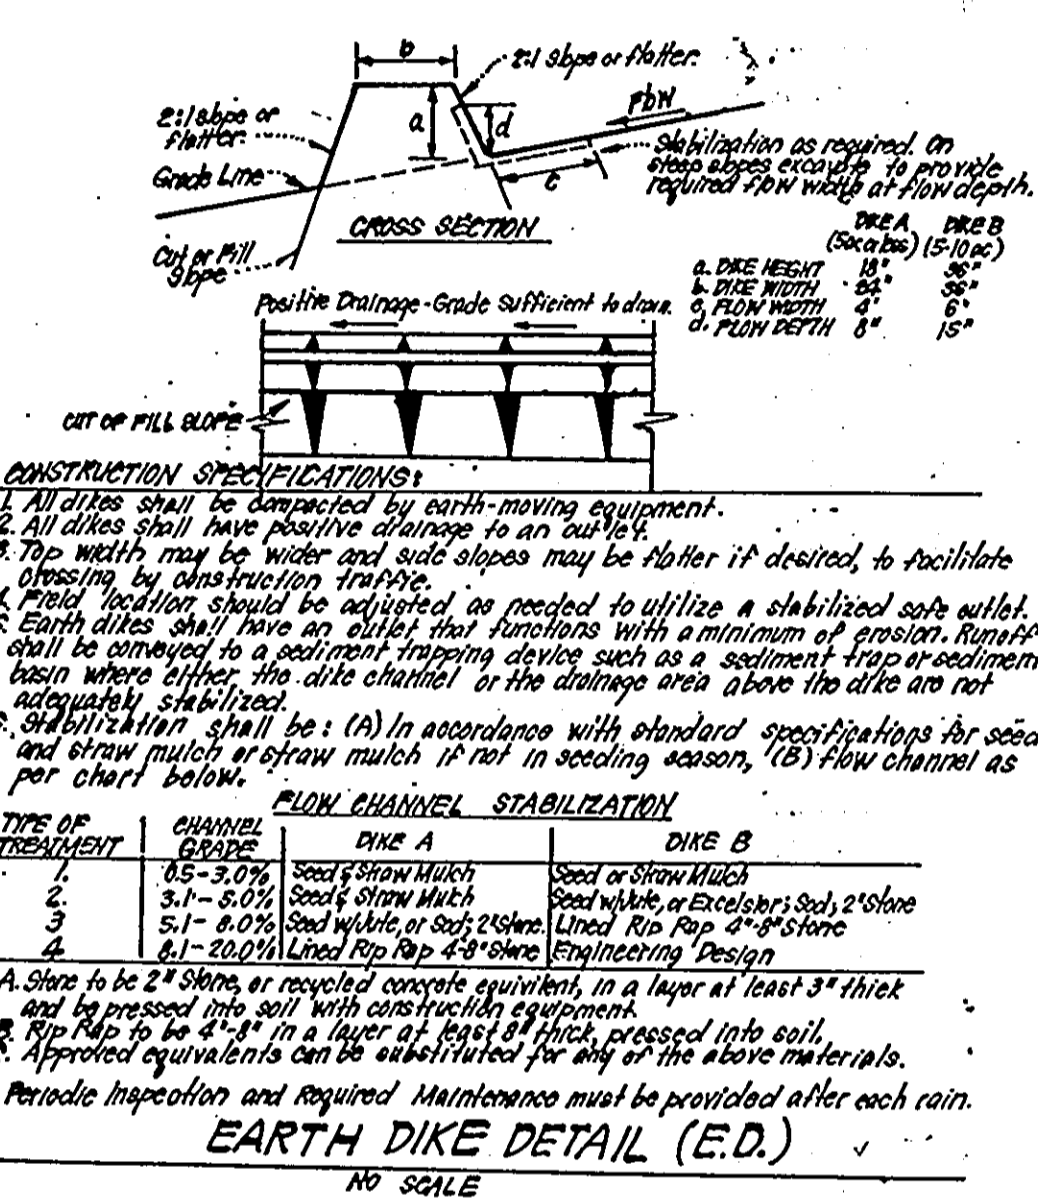 b
2:1 slope or flatter.
2:1 slope or
flatter.
a
d
Flow
Stabilization as required. On
steep slopes excavate to provide
required flow width at flow depth.
Grade Line
c
CROSS SECTION
Cut or Fill
Slope
DIKE A DIKE B
(5ac or less) (5-10 ac)
a. DIKE HEIGHT 18" 36"
b. DIKE WIDTH 24" 36"
c. FLOW WIDTH 4' 6'
d. FLOW DEPTH 8" 15"
Positive Drainage - Grade Sufficient to drain.
CUT OF FILL SLOPE
CONSTRUCTION SPECIFICATIONS:
1. All dikes shall be compacted by earth-moving equipment.
2. All dikes shall have positive drainage to an outlet.
3. Top width may be wider and side slopes may be flatter if desired, to facilitate
crossing by construction traffic.
4. Field location should be adjusted as needed to utilize a stabilized safe outlet.
5. Earth dikes shall have an outlet that functions with a minimum of erosion. Runoff
shall be conveyed to a sediment trapping device such as a sediment trap or sedimen
basin where either the dike channel or the drainage area above the dike are not
adequately stabilized.
Stabilization shall be: (A) In accordance with standard specifications for seed
and straw mulch or straw mulch if not in seeding season, (B) flow channel as
per chart below.
FLOW CHANNEL STABILIZATION
TYPE OF TREATMENT CHANNEL GRADE DIKE A DIKE B
1. 0.5-3.0% Seed & Straw Mulch Seed or Straw Mulch
2. 3.1-5.0% Seed & Straw Mulch Seed w/Jute, or Excelsior; Sod; 2" Stone
3 5.1-8.0% Seed w/Jute, or Sod; 2" Stone. Lined Rip Rap 4"-8" Stone
4 8.1-20.0% Lined Rip Rap 4-8" Stone Engineering Design
A. Stone to be 2" Stone, or recycled concrete equivilent, in a layer at least 3" thick
and be pressed into soil with construction equipment.
B. Rip Rap to be 4"-8" in a layer at least 8" thick, pressed into soil.
C. Approved equivalents can be substituted for any of the above materials.
Periodic Inspection and Required Maintenance must be provided after each rain.
EARTH DIKE DETAIL (E.D.)
NO SCALE